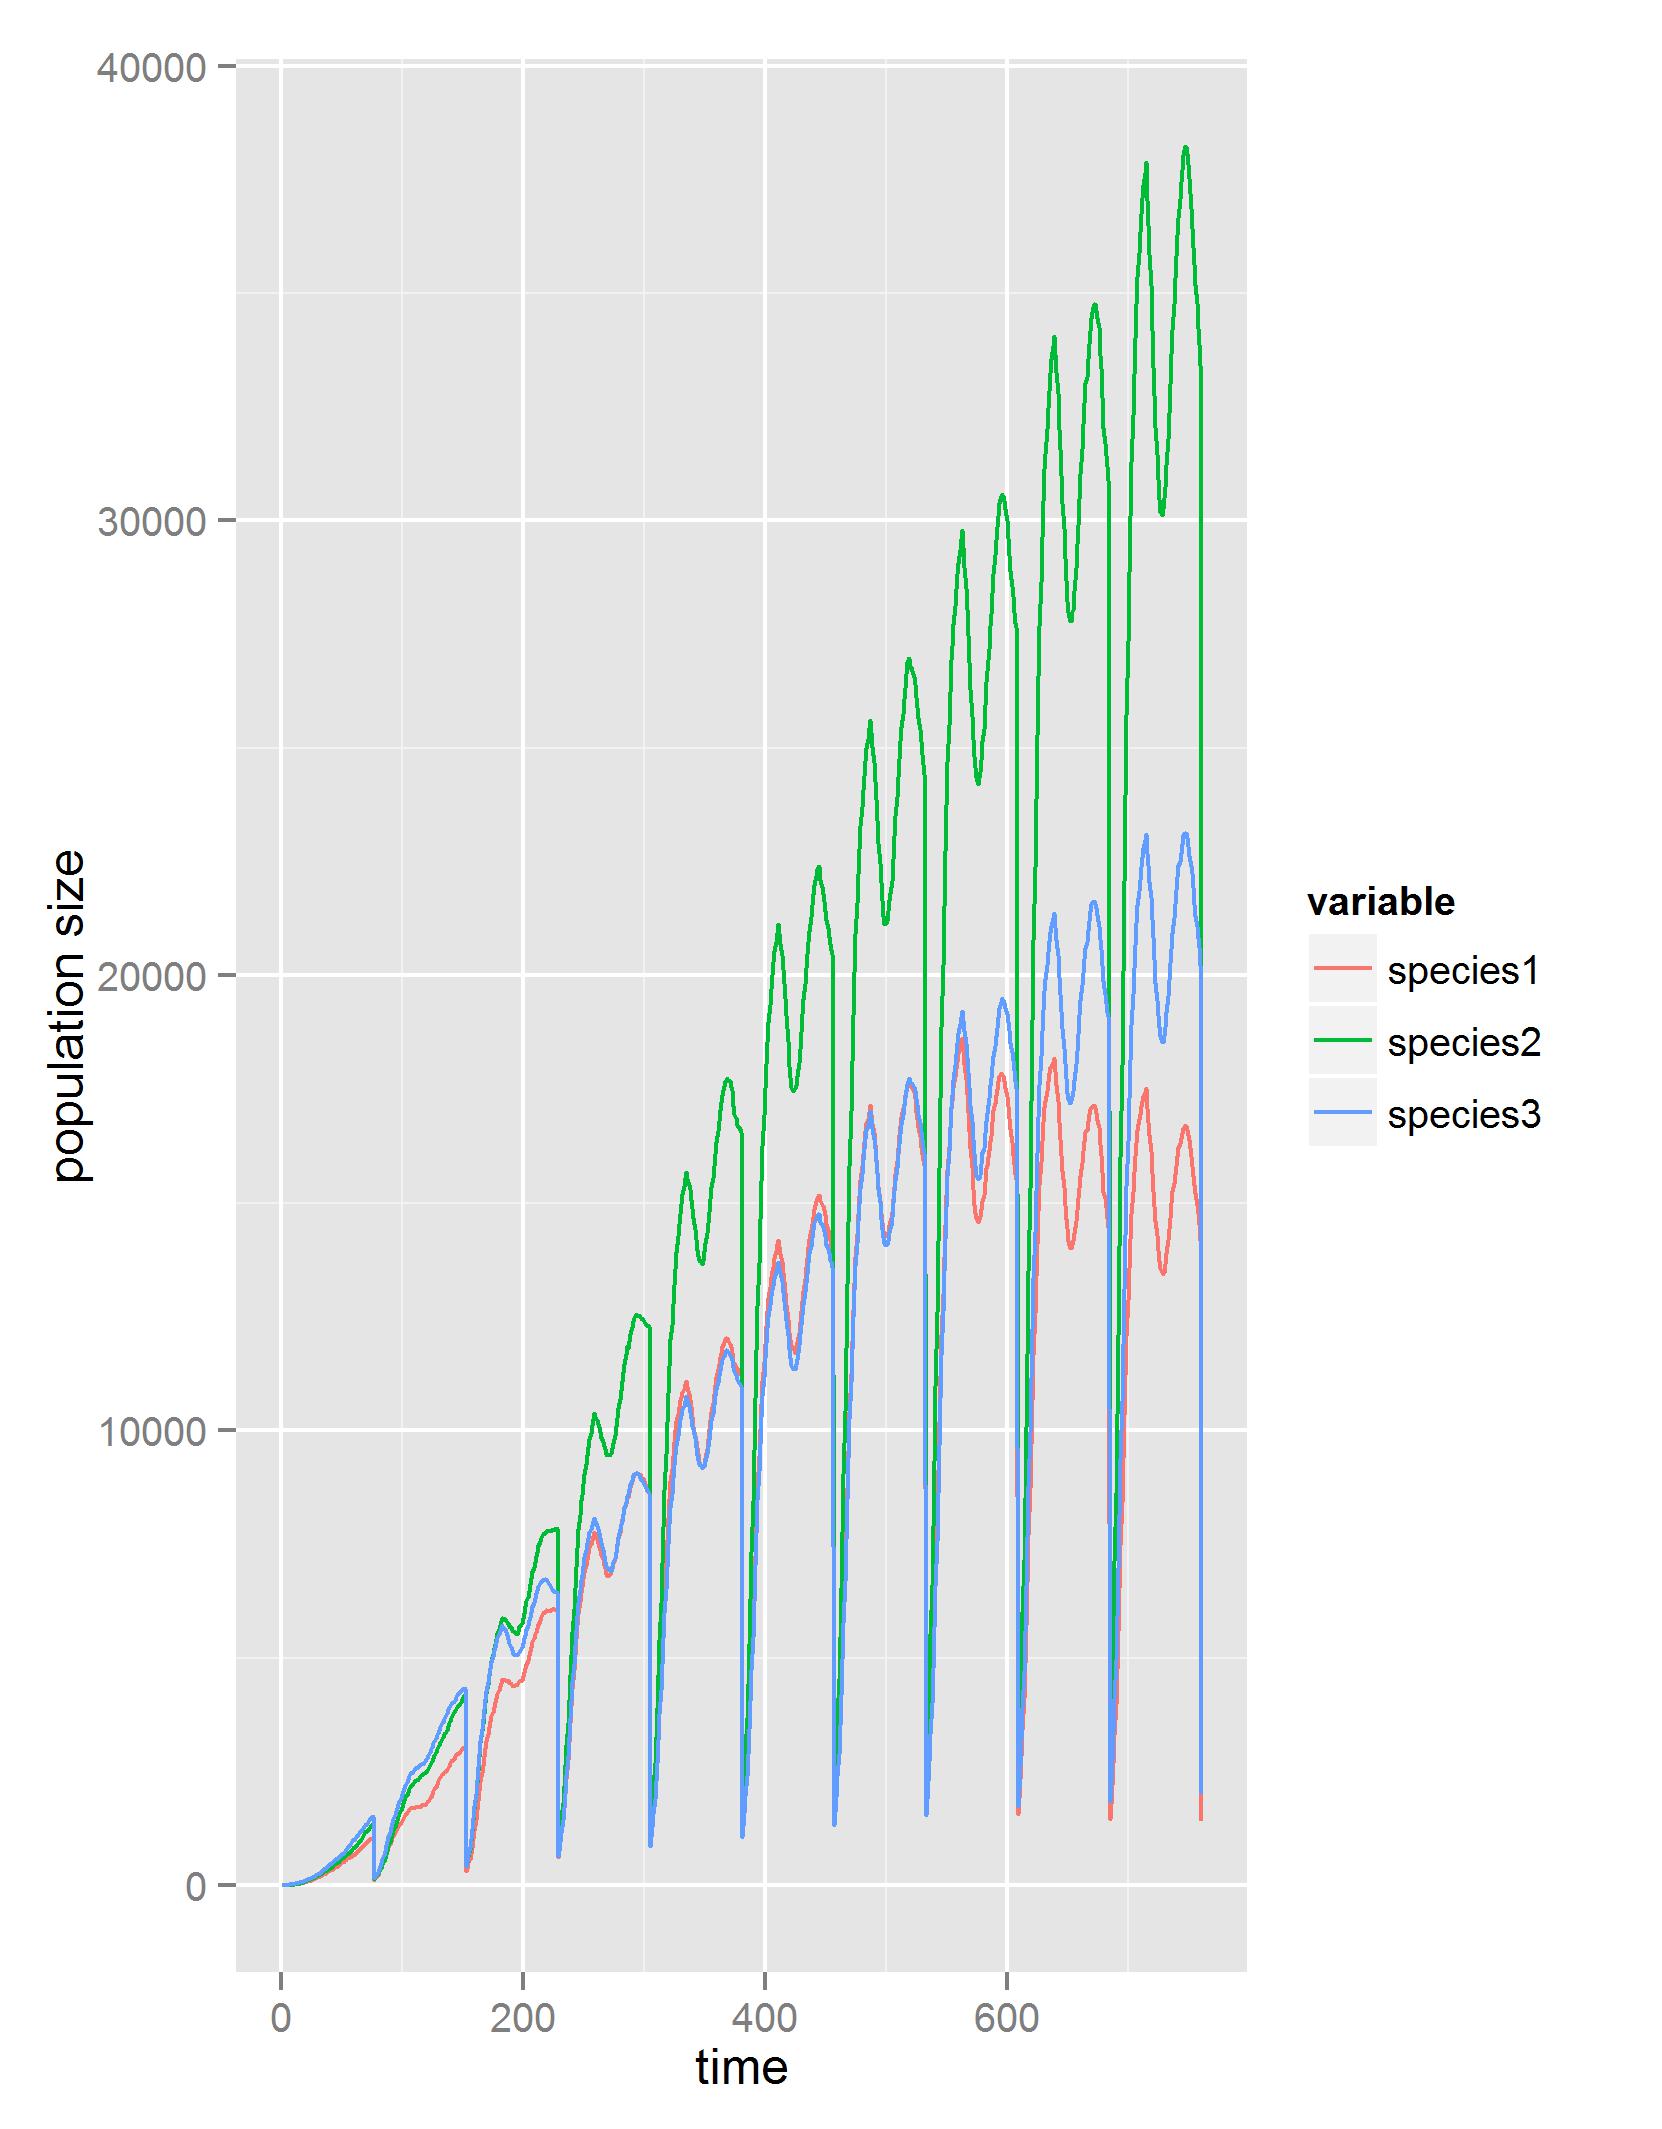 40000
30000
20000
10000
0
population size
0 200 400 600
time
variable
species1
species2
species3